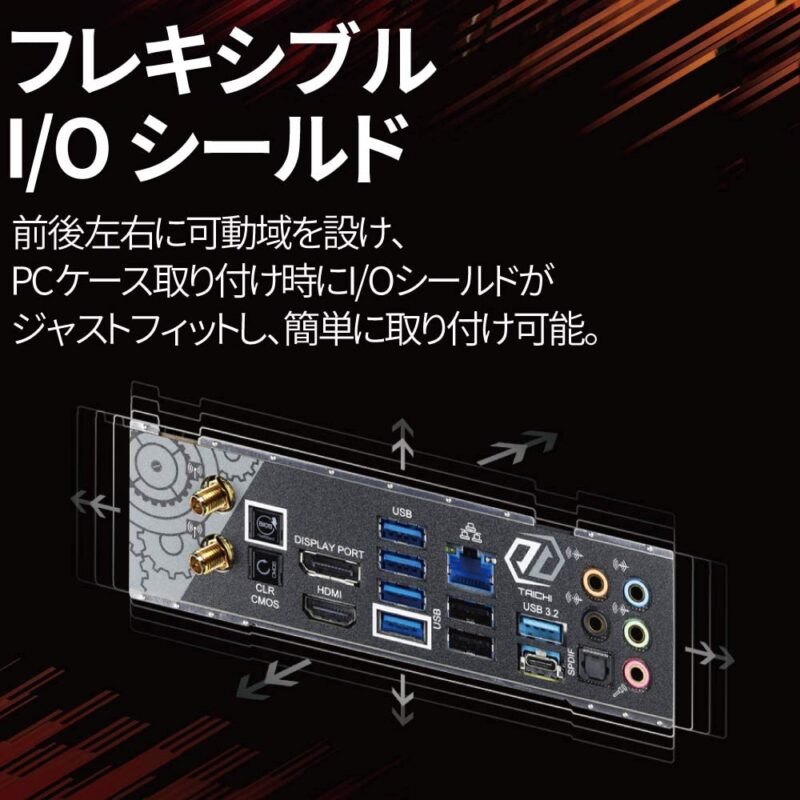 フレキシブル
I/O シールド
前後左右に可動域を設け、
PCケース取り付け時にI/Oシールドが
ジャストフィットし、簡単に取り付け可能。
USB
DISPLAY PORT
BIOS
CMOS
CLR
CMOS
HDMI
USB
TAICHI
USB 3.2
SPDIF